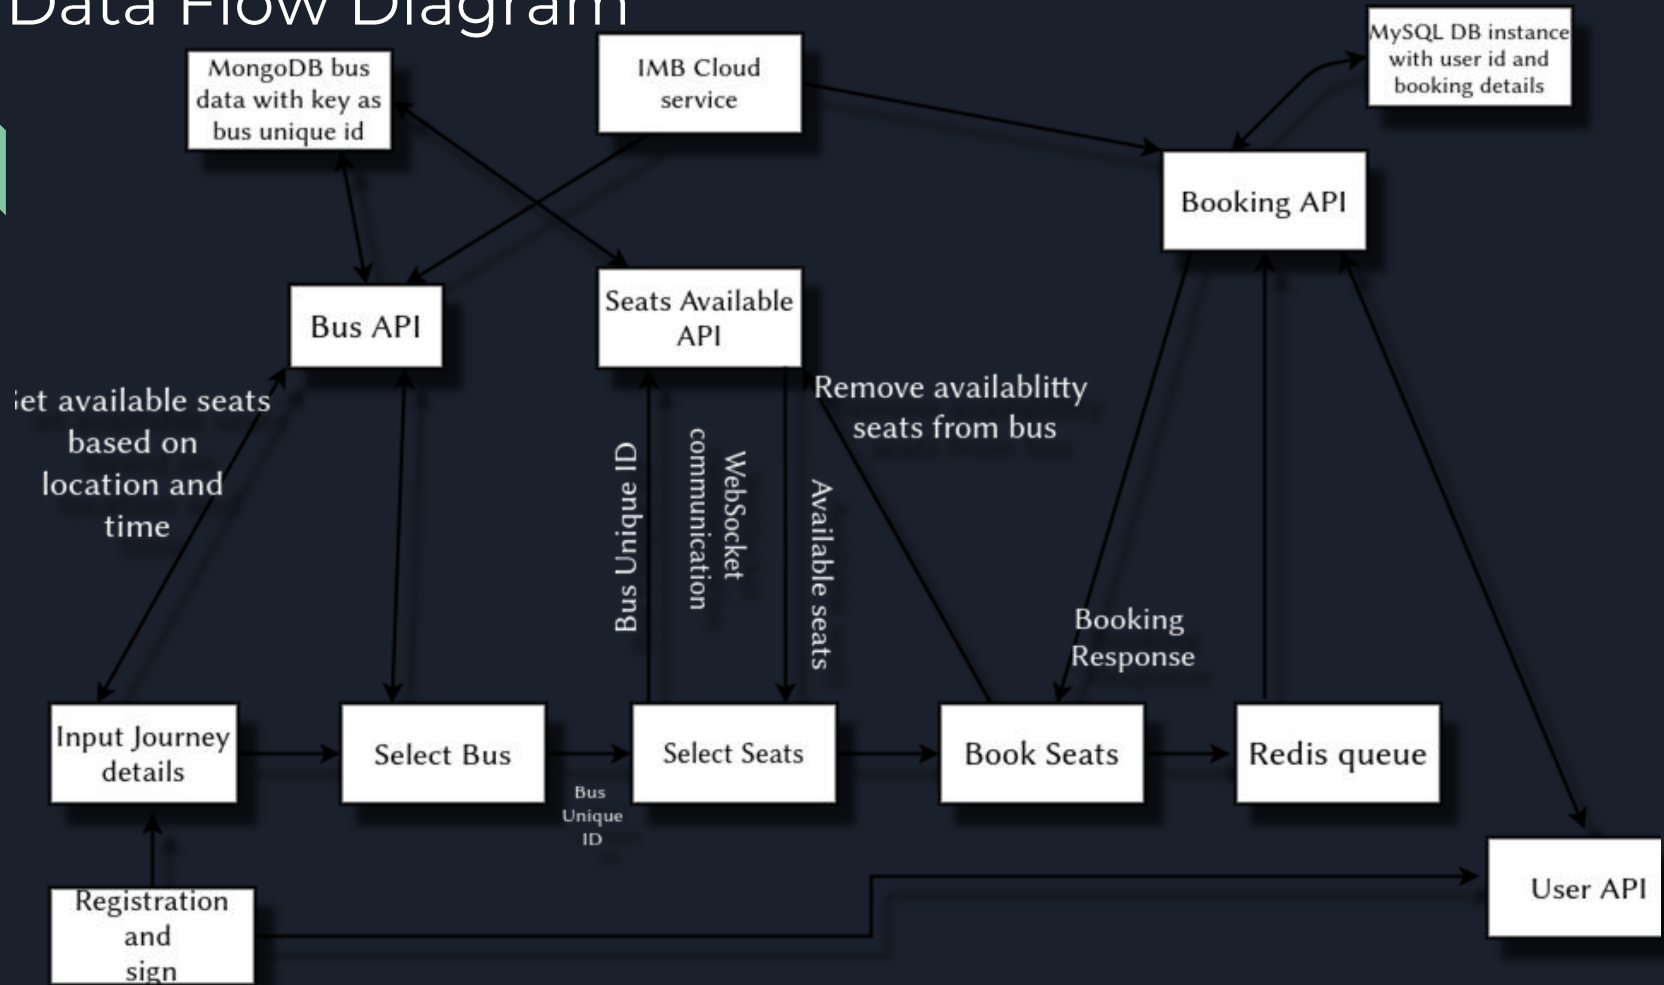 Data Flow Diagram
MongoDB bus
data with key as
bus unique id
IMB Cloud
service
MySQL DB instance
with user id and
booking details
Booking API
Bus API
Seats Available
API
et available seats
based on
location and
time
Remove availablitty
seats from bus
Bus Unique ID
WebSocket
communication
Available seats
Booking
Response
Input Journey
details
Select Bus
Bus
Unique
ID
Select Seats
Book Seats
Redis queue
Registration
and
sign
User API